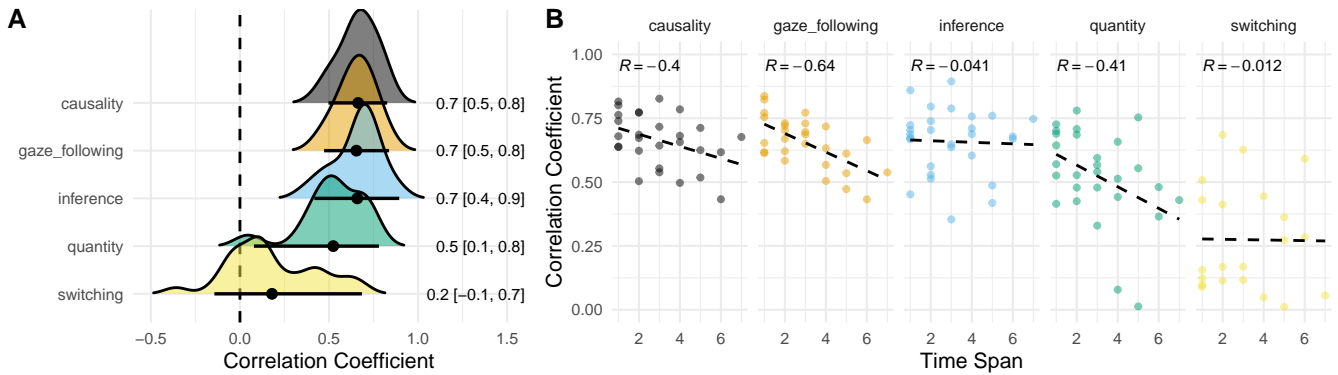 A
causality
0.7 [0.5, 0.8]
gaze_following
0.7 [0.5, 0.8]
inference
0.7 [0.4, 0.9]
quantity
0.5 [0.1, 0.8]
switching
0.2 [−0.1, 0.7]
−0.5 0.0 0.5 1.0 1.5
Correlation Coefficient
B
causality gaze_following inference quantity switching
1.00
R = −0.4 R = −0.64 R = −0.041 R = −0.41 R = −0.012
0.75
0.50
0.25
0.00
Correlation Coefficient
2 4 6 2 4 6 2 4 6 2 4 6 2 4 6
Time Span